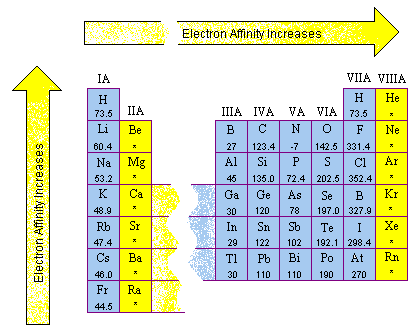 Electron Affinity Increases
Electron Affinity Increases
IA VIIA VIIIA
H H He
73.5 73.5 *
IIA IIIA IVA VA VIA
Li Be B C N O F Ne
60.4 * 27 123.4 -7 142.5 331.4 *
Na Mg Al Si P S Cl Ar
53.2 * 45 135.0 72.4 202.5 352.4 *
K Ca Ga Ge As Se B Kr
48.9 * 30 120 78 197.0 327.9 *
Rb Sr In Sn Sb Te I Xe
47.4 * 29 122 102 192.1 298.4 *
Cs Ba Tl Pb Bi Po At Rn
46.0 * 30 110 110 190 270 *
Fr Ra
44.5 *